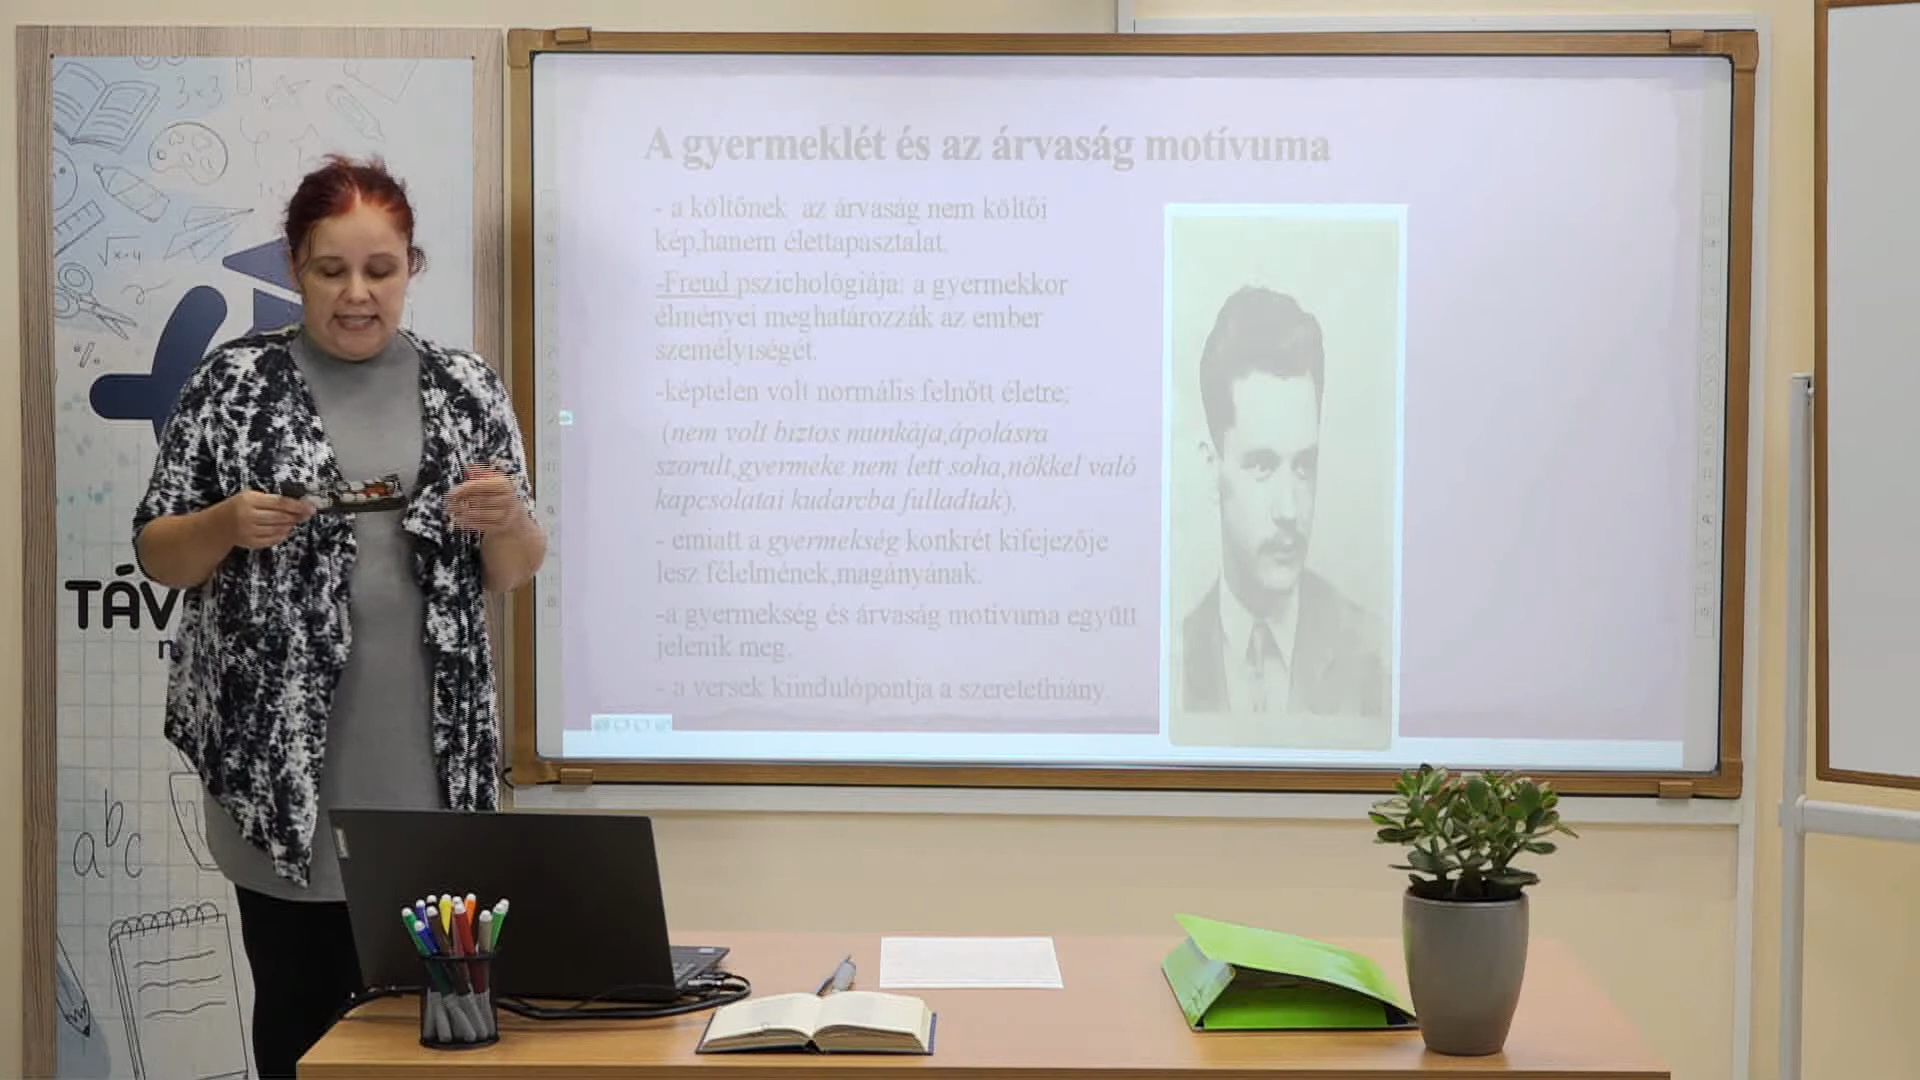 A gyermeklét és az árvaság motívuma
- a költőnek az árvaság nem költői
kép,hanem élettapasztalat.
-Freud pszichológiája: a gyermekkor
élményei meghatározzák az ember
személyiségét.
-képtelen volt normális felnőtt életre;
(nem volt biztos munkája,ápolásra
szorult,gyermeke nem lett soha,nőkkel való
kapcsolatai kudarcba fulladtak),
- emiatt a gyermekség konkrét kifejezője
lesz félelmének,magányának.
-a gyermekség és árvaság motívuma együtt
jelenik meg.
- a versek kiindulópontja a szeretethiány.
3x3
TÁV
abc